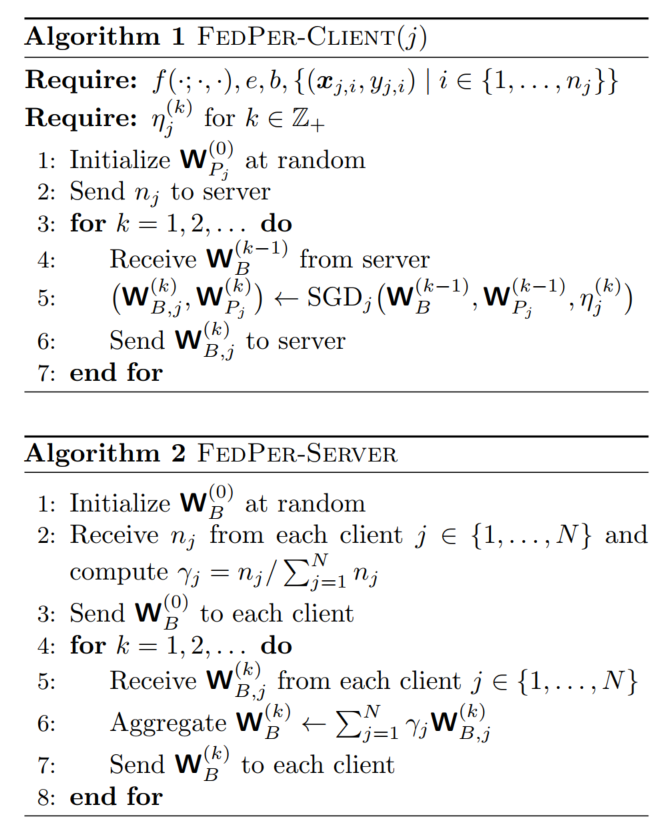 Algorithm 1 FEDPER-CLIENT(j)
Require: f(·; ·, ·), e, b, {(x_{j,i}, y_{j,i}) | i ∈ {1, . . . , n_j}}
Require: η_j^{(k)} for k ∈ ℤ_+
1: Initialize W_{P_j}^{(0)} at random
2: Send n_j to server
3: for k = 1, 2, . . . do
4: Receive W_B^{(k−1)} from server
5: (W_{B,j}^{(k)}, W_{P_j}^{(k)}) ← SGD_j(W_B^{(k−1)}, W_{P_j}^{(k−1)}, η_j^{(k)})
6: Send W_{B,j}^{(k)} to server
7: end for
Algorithm 2 FEDPER-SERVER
1: Initialize W_B^{(0)} at random
2: Receive n_j from each client j ∈ {1, . . . , N} and
compute γ_j = n_j/∑_{j=1}^N n_j
3: Send W_B^{(0)} to each client
4: for k = 1, 2, . . . do
5: Receive W_{B,j}^{(k)} from each client j ∈ {1, . . . , N}
6: Aggregate W_B^{(k)} ← ∑_{j=1}^N γ_j W_{B,j}^{(k)}
7: Send W_B^{(k)} to each client
8: end for